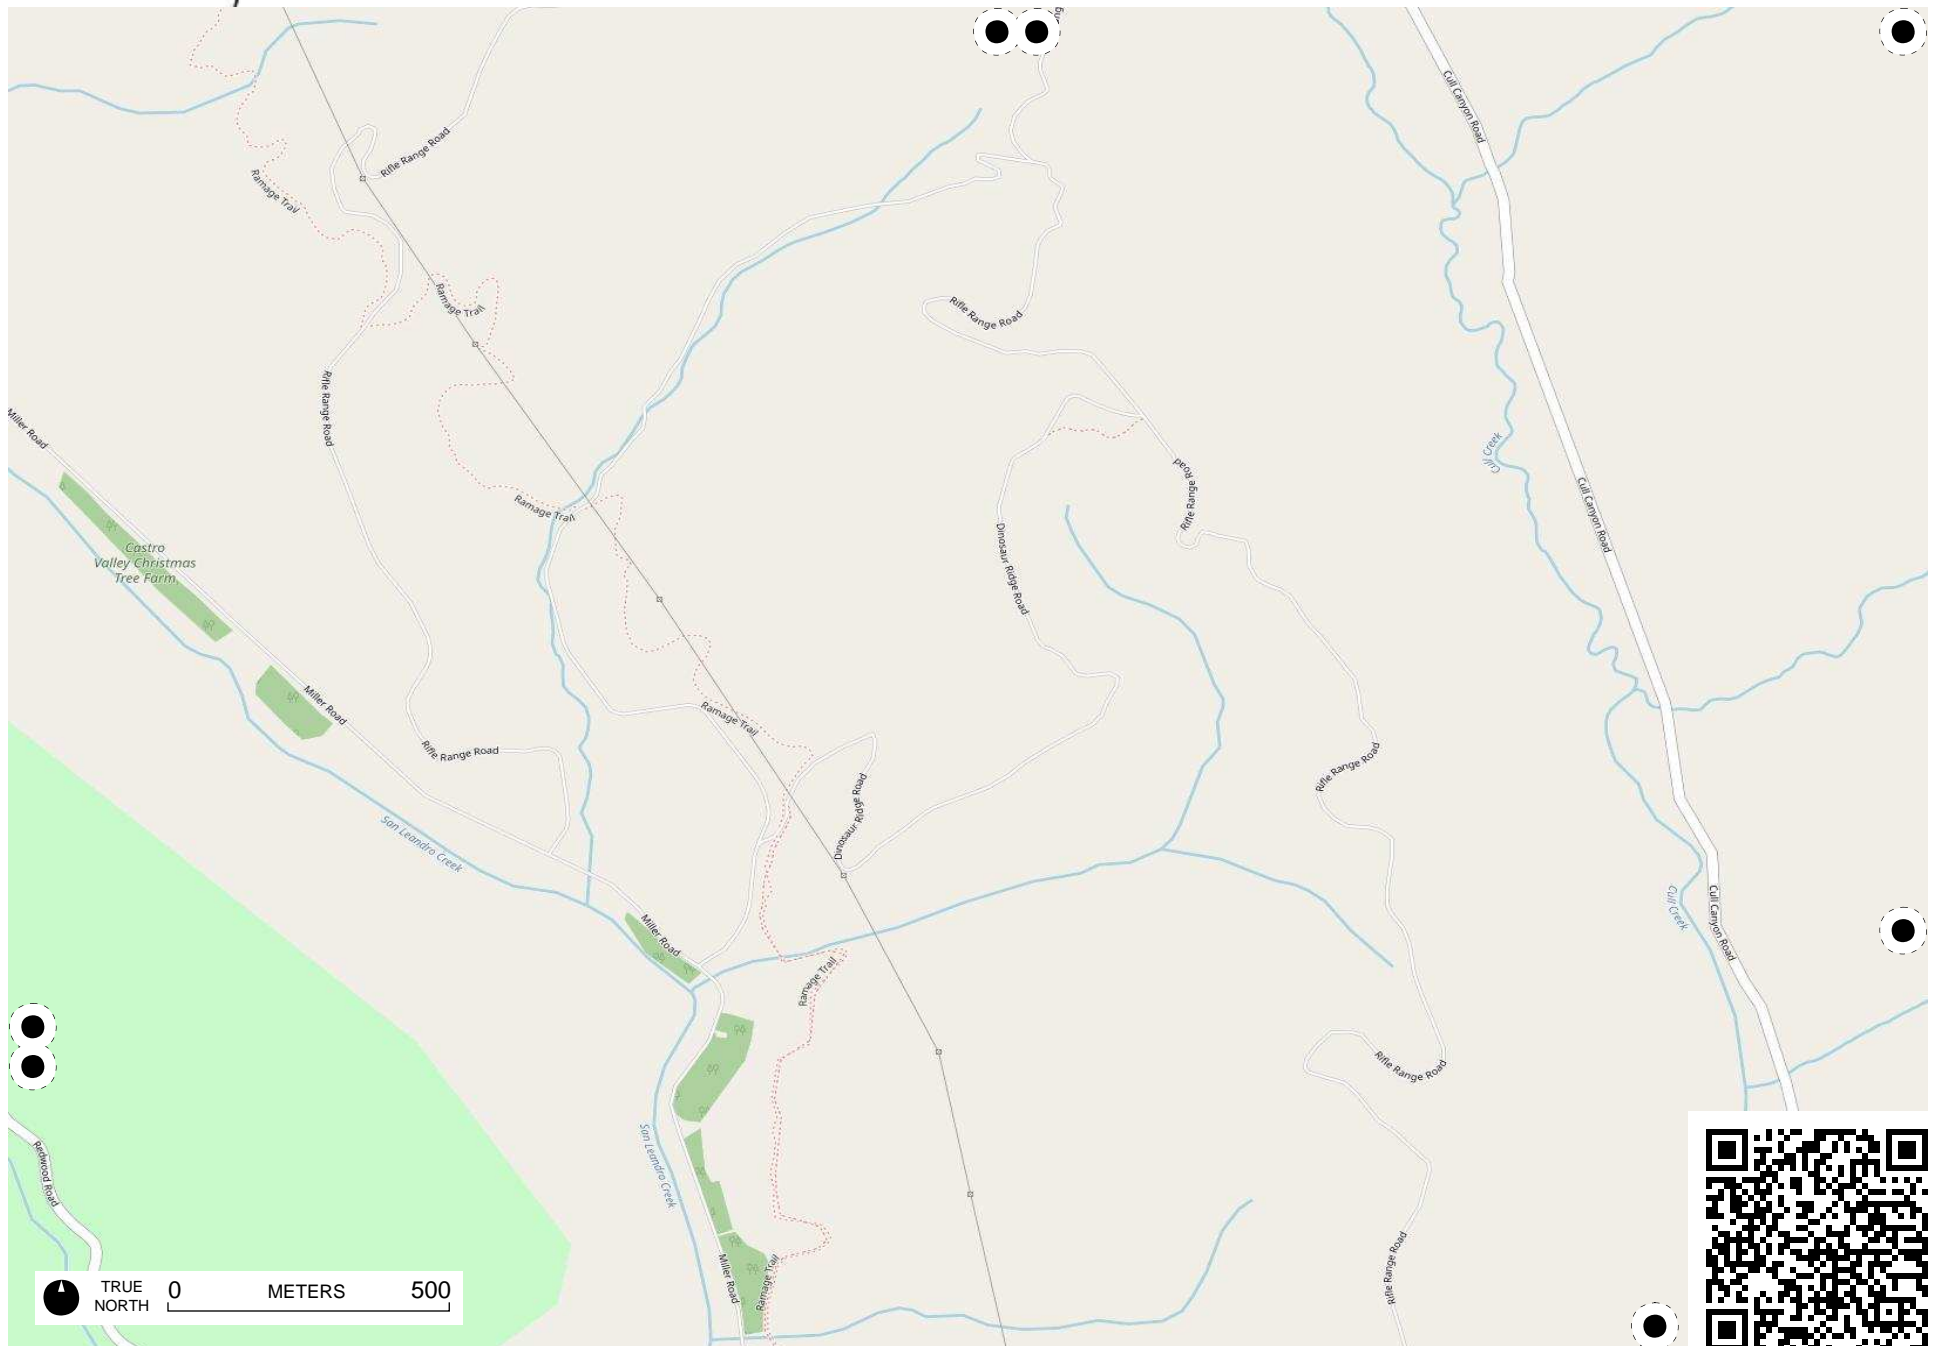 Cull Canyon Road
Rifle Range Road
Ramage Trail
Ramage Trail
Rifle Range Road
Rifle Range Road
Miller Road
Cull Creek
Rifle Range Road
Cull Canyon Road
Ramage Trail
Dinosaur Ridge Road
Castro
Valley Christmas
Tree Farm
Miller Road
Ramage Trail
Rifle Range Road
Rifle Range Road
Dinosaur Ridge Road
San Leandro Creek
Cull Creek
Cull Canyon Road
Miller Road
Ramage Trail
Rifle Range Road
San Leandro Creek
Redwood Road
Rifle Range Road
Miller Road
Ramage Trail
TRUE
NORTH
0 METERS 500